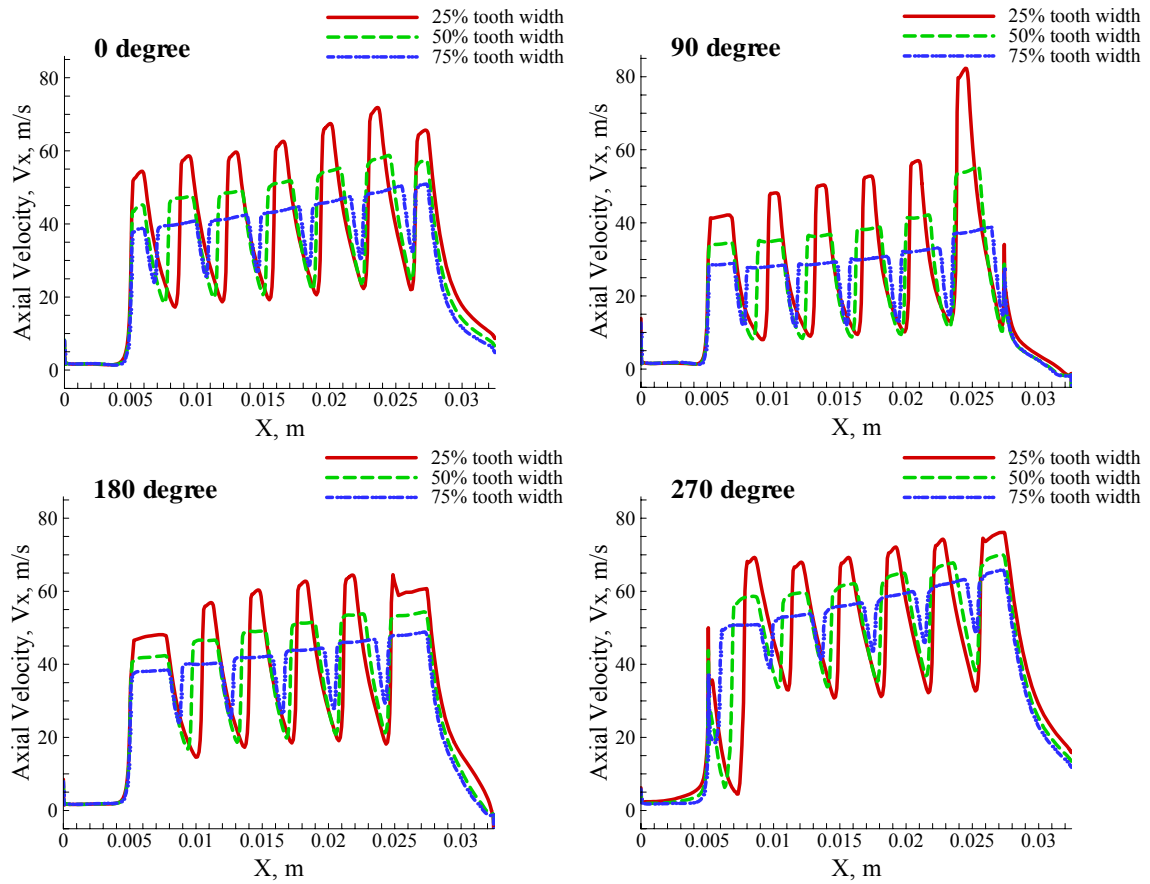 25% tooth width
50% tooth width
75% tooth width
0 degree
Axial Velocity, Vx, m/s
80
60
40
20
0
0 0.005 0.01 0.015 0.02 0.025 0.03
X, m
25% tooth width
50% tooth width
75% tooth width
90 degree
Axial Velocity, Vx, m/s
80
60
40
20
0
0 0.005 0.01 0.015 0.02 0.025 0.03
X, m
25% tooth width
50% tooth width
75% tooth width
180 degree
Axial Velocity, Vx, m/s
80
60
40
20
0
0 0.005 0.01 0.015 0.02 0.025 0.03
X, m
25% tooth width
50% tooth width
75% tooth width
270 degree
Axial Velocity, Vx, m/s
80
60
40
20
0
0 0.005 0.01 0.015 0.02 0.025 0.03
X, m